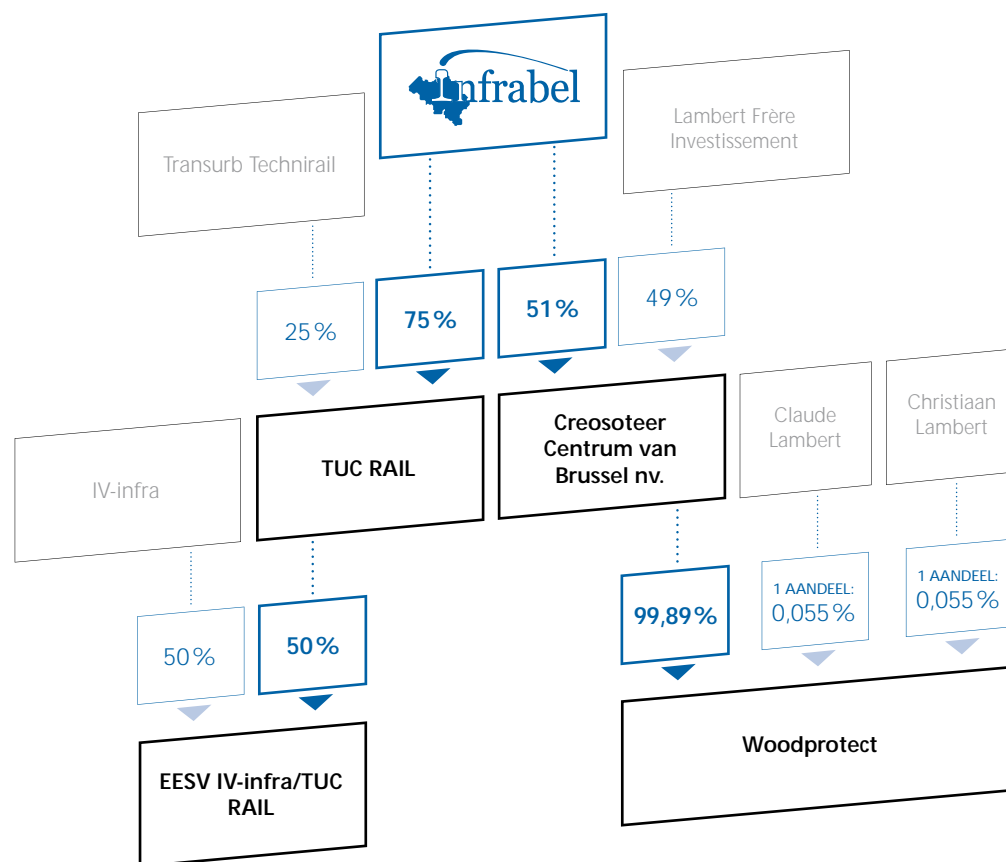 Infrabel
Transurb Technirail
Lambert Frère
Investissement
25 %
75 %
51 %
49 %
IV-infra
TUC RAIL
Creosoteer
Centrum van
Brussel nv.
Claude
Lambert
Christiaan
Lambert
50 %
50 %
99,89 %
1 AANDEEL:
0,055 %
1 AANDEEL:
0,055 %
EESV IV-infra/TUC
RAIL
Woodprotect